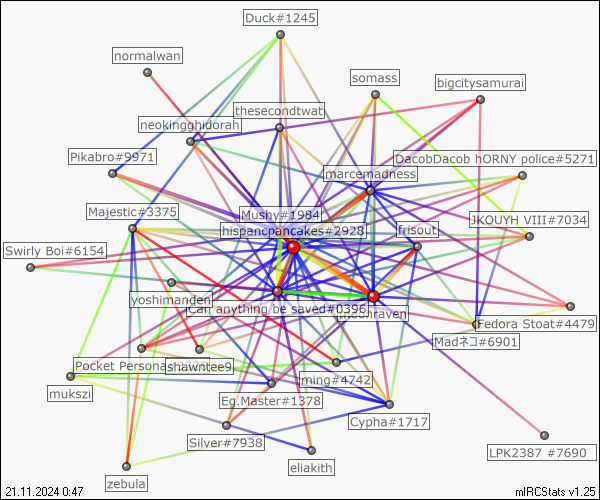 Duck#1245
normalwan
somass
bigcitysamurai
thesecondtwat
neokingghidorah
Pikabro#9971
DacobDacob hORNY police#5271
marcemadness
Majestic#3375
Mushy#1984
JKOUYH VIII#7034
hispancpancakes#2928
frisout
Swirly Boi#6154
yoshimanden
Can anything be saved#0396
Fedora Stoat#4479
Madネコ#6901
Pocket Persona
shawntee9
ming#4742
mukszi
Eg.Master#1378
Cypha#1717
Silver#7938
LPK2387 #7690
eliakith
zebula
21.11.2024 0:47
mIRCStats v1.25